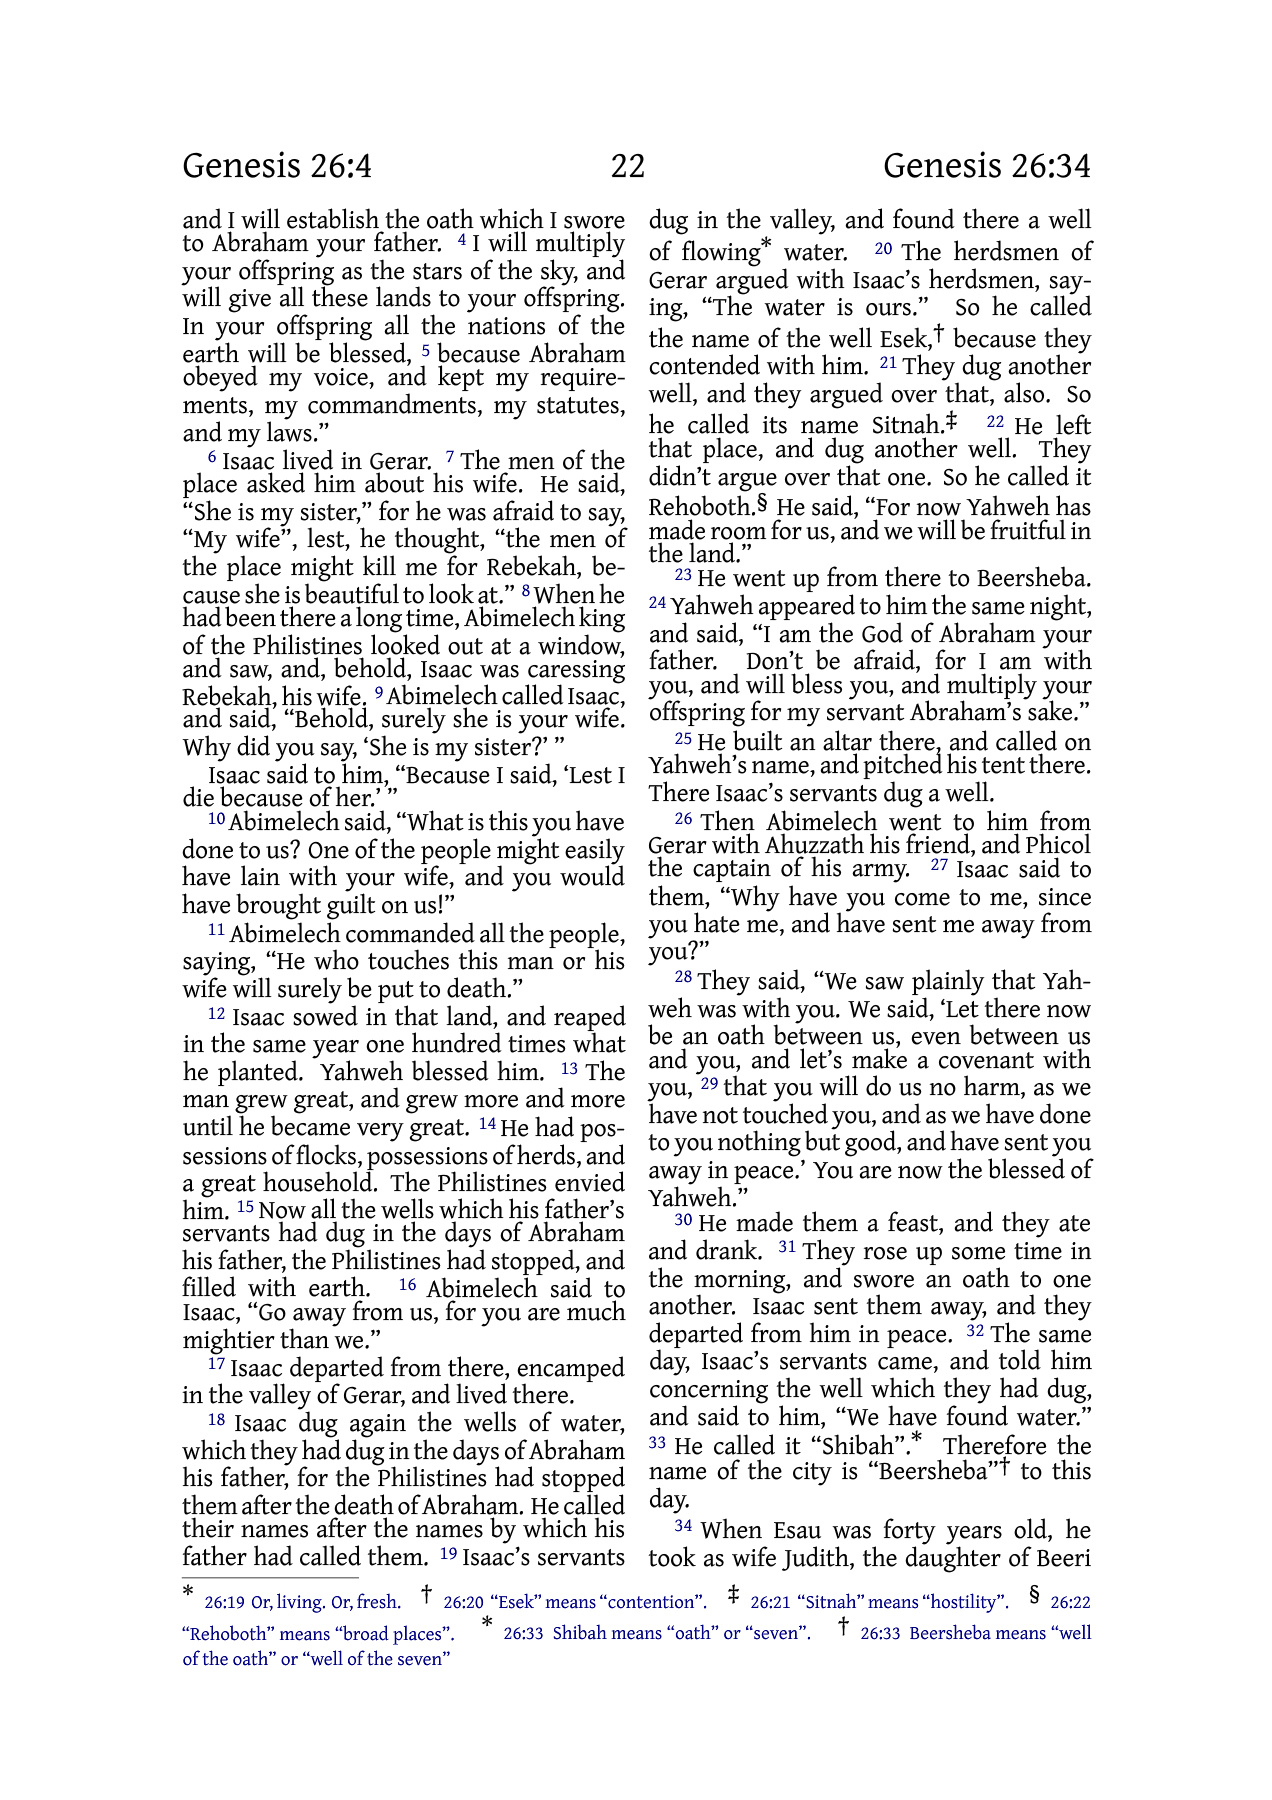 Genesis 26:4 22 Genesis 26:34
and I will establish the oath which I swore
to Abraham your father. 4 I will multiply
your offspring as the stars of the sky, and
will give all these lands to your offspring.
In your offspring all the nations of the
earth will be blessed, 5 because Abraham
obeyed my voice, and kept my require-
ments, my commandments, my statutes,
and my laws.”
6 Isaac lived in Gerar. 7 The men of the
place asked him about his wife. He said,
“She is my sister,” for he was afraid to say,
“My wife”, lest, he thought, “the men of
the place might kill me for Rebekah, be-
cause she is beautiful to look at.” 8 When he
had been there a long time, Abimelech king
of the Philistines looked out at a window,
and saw, and, behold, Isaac was caressing
Rebekah, his wife. 9 Abimelech called Isaac,
and said, “Behold, surely she is your wife.
Why did you say, ‘She is my sister?’ ”
Isaac said to him, “Because I said, ‘Lest I
die because of her.’ ”
10 Abimelech said, “What is this you have
done to us? One of the people might easily
have lain with your wife, and you would
have brought guilt on us!”
11 Abimelech commanded all the people,
saying, “He who touches this man or his
wife will surely be put to death.”
12 Isaac sowed in that land, and reaped
in the same year one hundred times what
he planted. Yahweh blessed him. 13 The
man grew great, and grew more and more
until he became very great. 14 He had pos-
sessions of flocks, possessions of herds, and
a great household. The Philistines envied
him. 15 Now all the wells which his father’s
servants had dug in the days of Abraham
his father, the Philistines had stopped, and
filled with earth. 16 Abimelech said to
Isaac, “Go away from us, for you are much
mightier than we.”
17 Isaac departed from there, encamped
in the valley of Gerar, and lived there.
18 Isaac dug again the wells of water,
which they had dug in the days of Abraham
his father, for the Philistines had stopped
them after the death of Abraham. He called
their names after the names by which his
father had called them. 19 Isaac’s servants
dug in the valley, and found there a well
of flowing* water. 20 The herdsmen of
Gerar argued with Isaac’s herdsmen, say-
ing, “The water is ours.” So he called
the name of the well Esek,† because they
contended with him. 21 They dug another
well, and they argued over that, also. So
he called its name Sitnah.‡ 22 He left
that place, and dug another well. They
didn’t argue over that one. So he called it
Rehoboth.§ He said, “For now Yahweh has
made room for us, and we will be fruitful in
the land.”
23 He went up from there to Beersheba.
24 Yahweh appeared to him the same night,
and said, “I am the God of Abraham your
father. Don’t be afraid, for I am with
you, and will bless you, and multiply your
offspring for my servant Abraham’s sake.”
25 He built an altar there, and called on
Yahweh’s name, and pitched his tent there.
There Isaac’s servants dug a well.
26 Then Abimelech went to him from
Gerar with Ahuzzath his friend, and Phicol
the captain of his army. 27 Isaac said to
them, “Why have you come to me, since
you hate me, and have sent me away from
you?”
28 They said, “We saw plainly that Yah-
weh was with you. We said, ‘Let there now
be an oath between us, even between us
and you, and let’s make a covenant with
you, 29 that you will do us no harm, as we
have not touched you, and as we have done
to you nothing but good, and have sent you
away in peace.’ You are now the blessed of
Yahweh.”
30 He made them a feast, and they ate
and drank. 31 They rose up some time in
the morning, and swore an oath to one
another. Isaac sent them away, and they
departed from him in peace. 32 The same
day, Isaac’s servants came, and told him
concerning the well which they had dug,
and said to him, “We have found water.”
33 He called it “Shibah”.* Therefore the
name of the city is “Beersheba”† to this
day.
34 When Esau was forty years old, he
took as wife Judith, the daughter of Beeri
* 26:19 Or, living. Or, fresh. † 26:20 “Esek” means “contention”. ‡ 26:21 “Sitnah” means “hostility”. § 26:22
“Rehoboth” means “broad places”. * 26:33 Shibah means “oath” or “seven”. † 26:33 Beersheba means “well
of the oath” or “well of the seven”